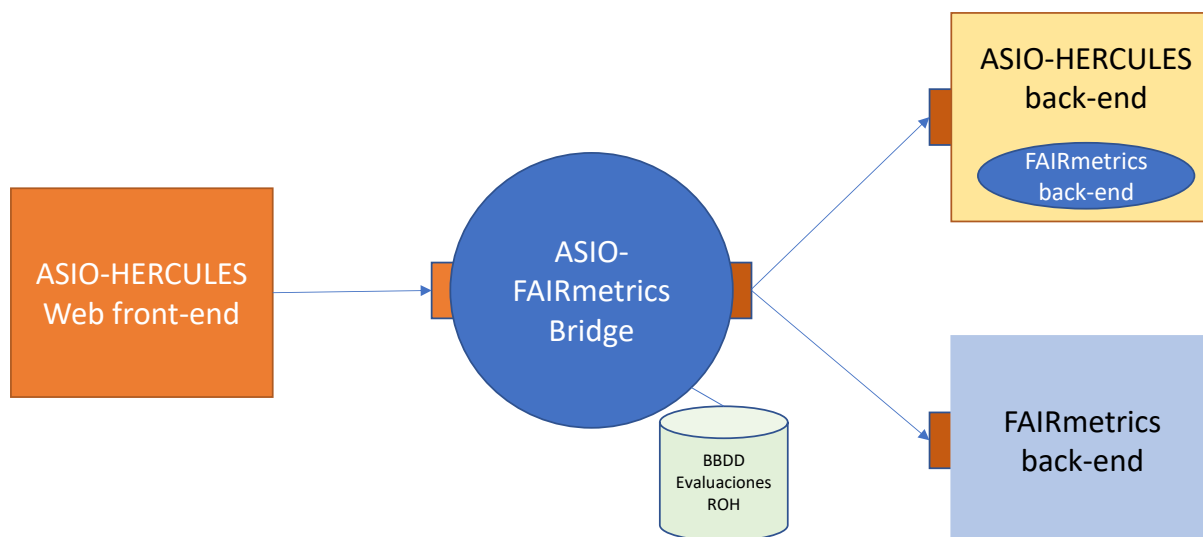 ASIO-HERCULES
Web front-end
ASIO-
FAIRmetrics
Bridge
BBDD
Evaluaciones
ROH
ASIO-HERCULES
back-end
FAIRmetrics
back-end
FAIRmetrics
back-end